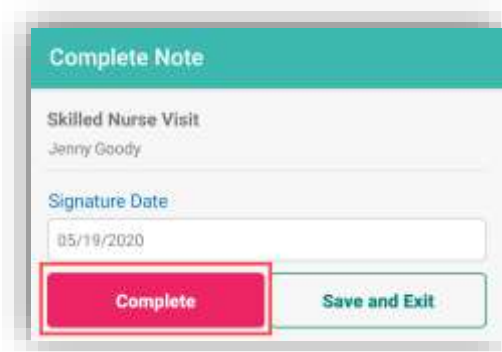 Complete Note
Skilled Nurse Visit
Jenny Goody
Signature Date
05/19/2020
Complete
Save and Exit